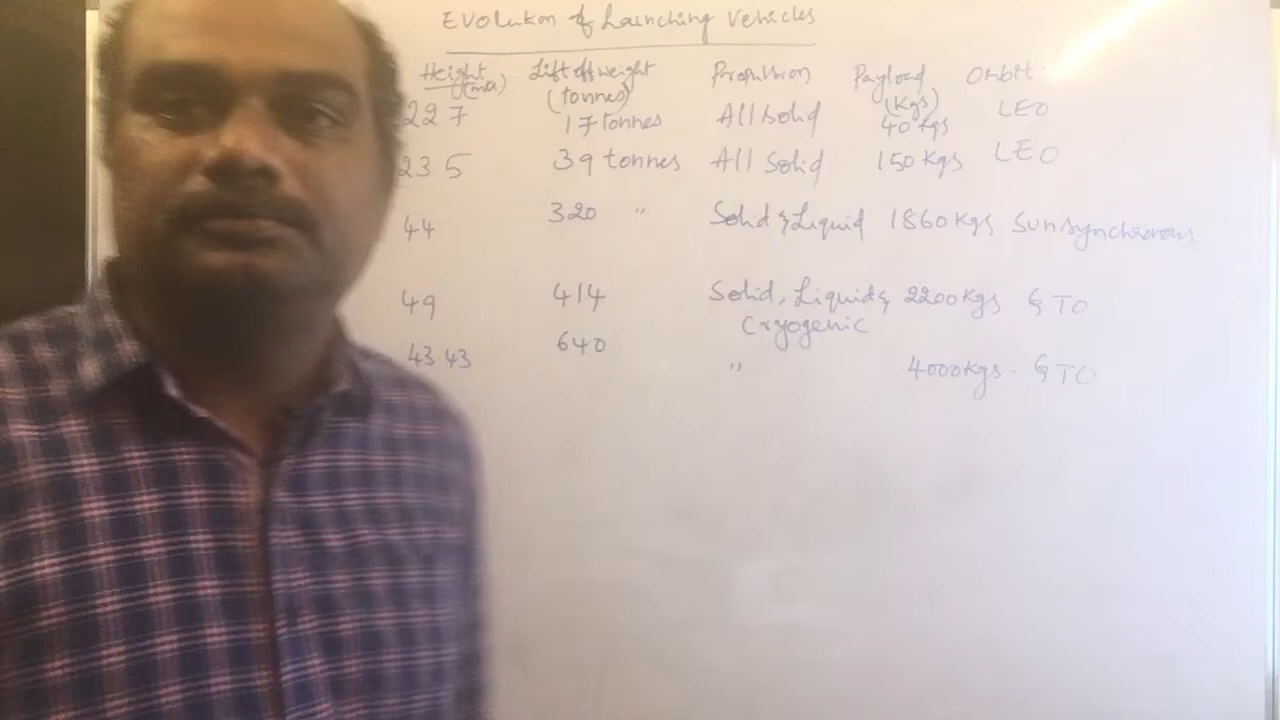 Evolution of Launching Vehicles
Height Lift off weight Propulsion Payload Orbit
(tonnes) (Kgs)
22 7 17 tonnes All solid 40 Kgs LEO
23 5 39 tonnes All Solid 150 Kgs LEO
44 320 " Solid & Liquid 1860 Kgs Sunsynchronous
49 414 Solid, Liquid & 2200 Kgs GTO
Cryogenic
43.43 640 " 4000 Kgs. GTO